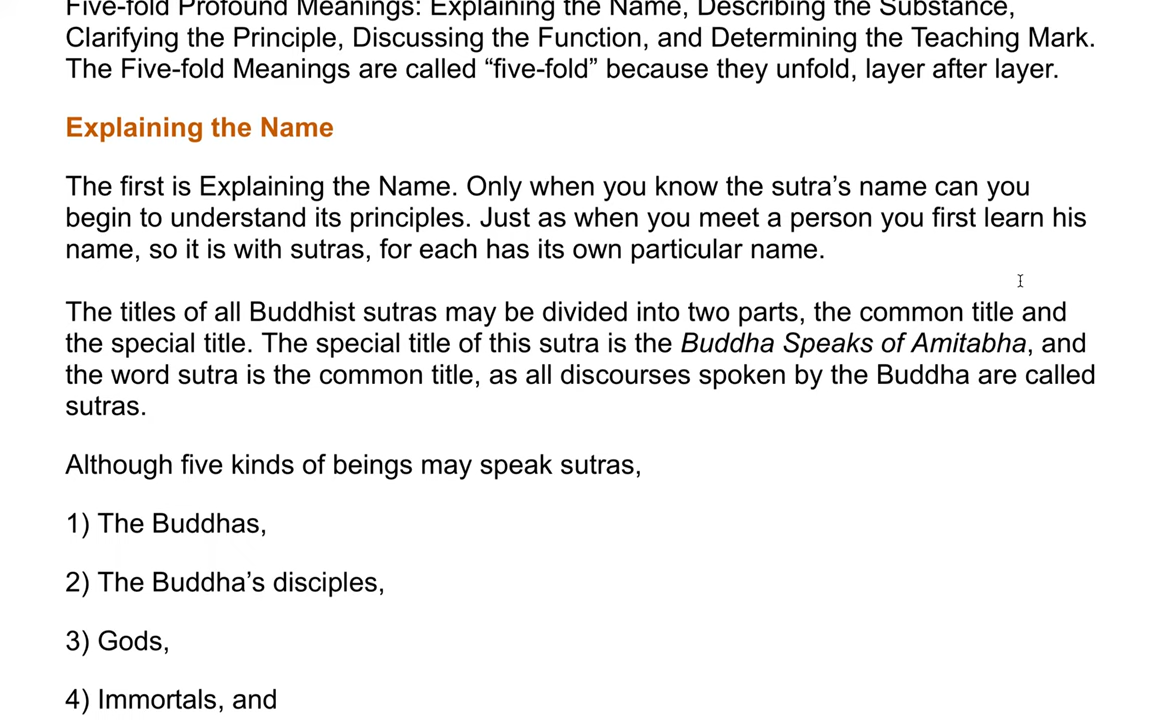 Five-fold Profound Meanings: Explaining the Name, Describing the Substance,
Clarifying the Principle, Discussing the Function, and Determining the Teaching Mark.
The Five-fold Meanings are called “five-fold” because they unfold, layer after layer.
Explaining the Name
The first is Explaining the Name. Only when you know the sutra’s name can you
begin to understand its principles. Just as when you meet a person you first learn his
name, so it is with sutras, for each has its own particular name.
The titles of all Buddhist sutras may be divided into two parts, the common title and
the special title. The special title of this sutra is the Buddha Speaks of Amitabha, and
the word sutra is the common title, as all discourses spoken by the Buddha are called
sutras.
Although five kinds of beings may speak sutras,
1) The Buddhas,
2) The Buddha’s disciples,
3) Gods,
4) Immortals, and